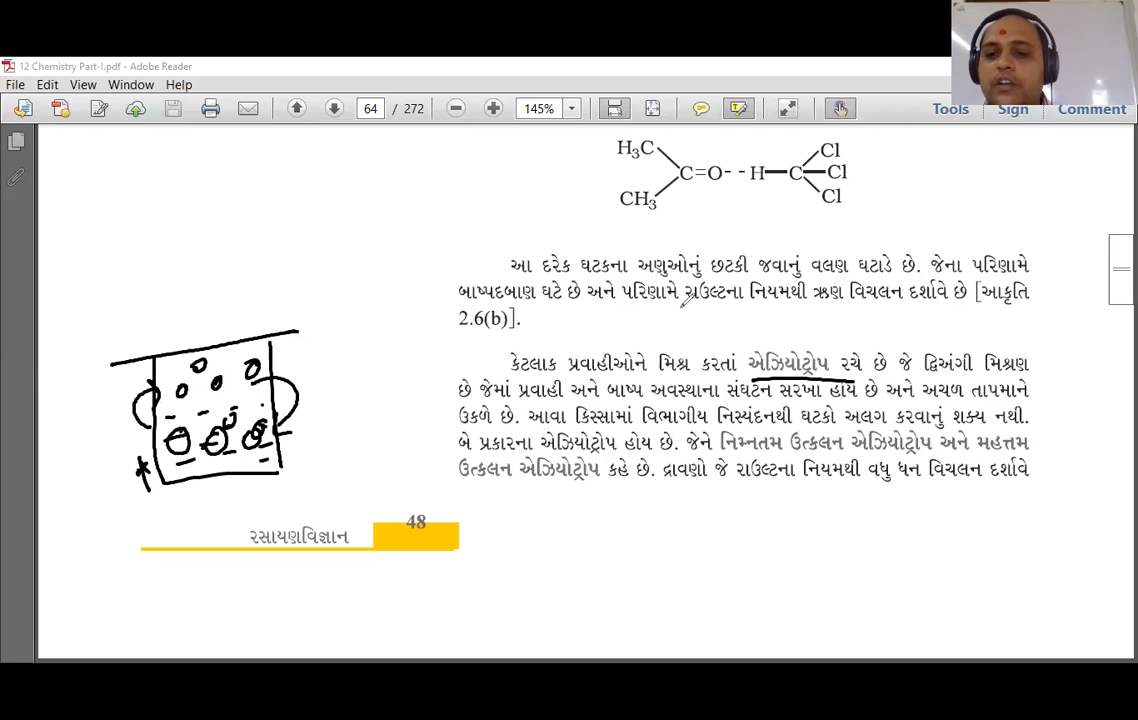 12 Chemistry Part-I.pdf - Adobe Reader
File Edit View Window Help
64 / 272 145% Tools Sign Comment
H3C
Cl
C=O- - H—C—Cl
CH3
Cl
આ દરેક ઘટકના અણુઓનું છટકી જવાનું વલણ ઘટાડે છે. જેના પરિણામે
બાષ્પદબાણ ઘટે છે અને પરિણામે રાઉલ્ટના નિયમથી ઋણ વિચલન દર્શાવે છે [આકૃતિ
2.6(b)].
કેટલાક પ્રવાહીઓને મિશ્ર કરતાં એઝિયોટ્રોપ રચે છે જે દ્વિઅંગી મિશ્રણ
છે જેમાં પ્રવાહી અને બાષ્પ અવસ્થાના સંઘટન સરખા હોય છે અને અચળ તાપમાને
ઉકળે છે. આવા કિસ્સામાં વિભાગીય નિસ્યંદનથી ઘટકો અલગ કરવાનું શક્ય નથી.
બે પ્રકારના એઝિયોટ્રોપ હોય છે. જેને નિમ્નતમ ઉત્કલન એઝિયોટ્રોપ અને મહત્તમ
ઉત્કલન એઝિયોટ્રોપ કહે છે. દ્રાવણો જે રાઉલ્ટના નિયમથી વધુ ધન વિચલન દર્શાવે
રસાયણવિજ્ઞાન 48